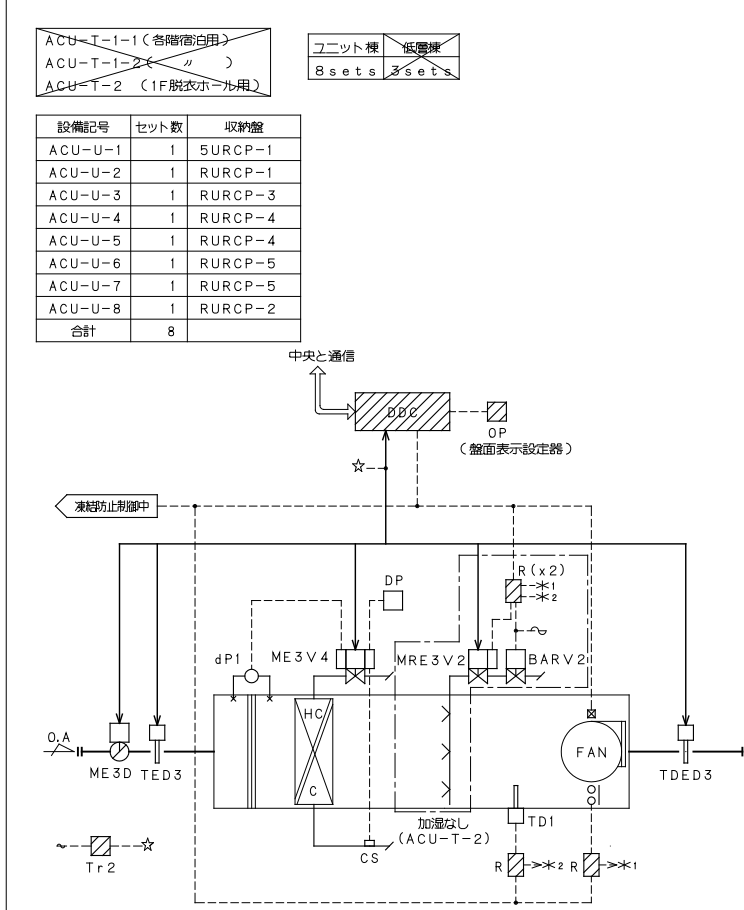 ACU-T-1-1(各階宿泊用)
ACU-T-1-2( 〃 )
ACU-T-2 (1F脱衣ホール用)
ユニット棟 低層棟
8sets 3sets
設備記号 セット数 収納盤
ACU-U-1 1 5URCP-1
ACU-U-2 1 RURCP-1
ACU-U-3 1 RURCP-3
ACU-U-4 1 RURCP-4
ACU-U-5 1 RURCP-4
ACU-U-6 1 RURCP-5
ACU-U-7 1 RURCP-5
ACU-U-8 1 RURCP-2
合計 8
中央と通信
DDC
OP
(盤面表示設定器)
☆
凍結防止制御中
R(x2)
1
2
DP
dP1
ME3V4
MRE3V2
BARV2
O.A
HC
C
FAN
ME3D
TED3
TDED3
加湿なし
(ACU-T-2)
TD1
CS
☆
Tr2
R 2
R 1